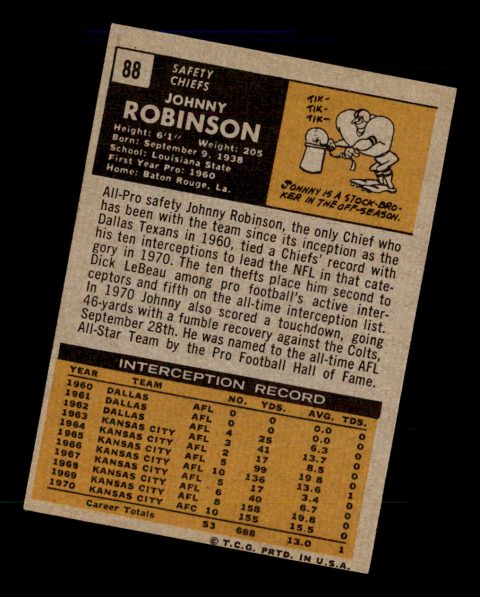 88
SAFETY
CHIEFS
JOHNNY
ROBINSON
Height: 6'1" Weight: 205
Born: September 9, 1938
School: Louisiana State
First Year Pro: 1960
Home: Baton Rouge, La.
TIK-
TIK-
TIK-
JOHNNY IS A STOCK-BRO-
KER IN THE OFF-SEASON.
All-Pro safety Johnny Robinson, the only Chief who
has been with the team since its inception as the
Dallas Texans in 1960, tied a Chiefs' record with
his ten interceptions to lead the NFL in that cate-
gory in 1970. The ten thefts place him second to
Dick LeBeau among pro football's active inter-
ceptors and fifth on the all-time interception list.
In 1970 Johnny also scored a touchdown, going
46-yards with a fumble recovery against the Colts,
September 28th. He was named to the all-time AFL
All-Star Team by the Pro Football Hall of Fame.
INTERCEPTION RECORD
YEAR TEAM NO. YDS. AVG. TDS.
1960 DALLAS AFL 0 0 0.0 0
1961 DALLAS AFL 0 0 0.0 0
1962 DALLAS AFL 4 25 6.3 0
1963 KANSAS CITY AFL 3 41 13.7 0
1964 KANSAS CITY AFL 2 17 8.5 0
1965 KANSAS CITY AFL 5 99 19.8 0
1966 KANSAS CITY AFL 10 136 13.6 1
1967 KANSAS CITY AFL 5 17 3.4 0
1968 KANSAS CITY AFL 6 40 6.7 0
1969 KANSAS CITY AFL 8 158 19.8 0
1970 KANSAS CITY AFC 10 155 15.5 0
Career Totals 53 688 13.0 1
© T.C.G. PRTD. IN U.S.A.